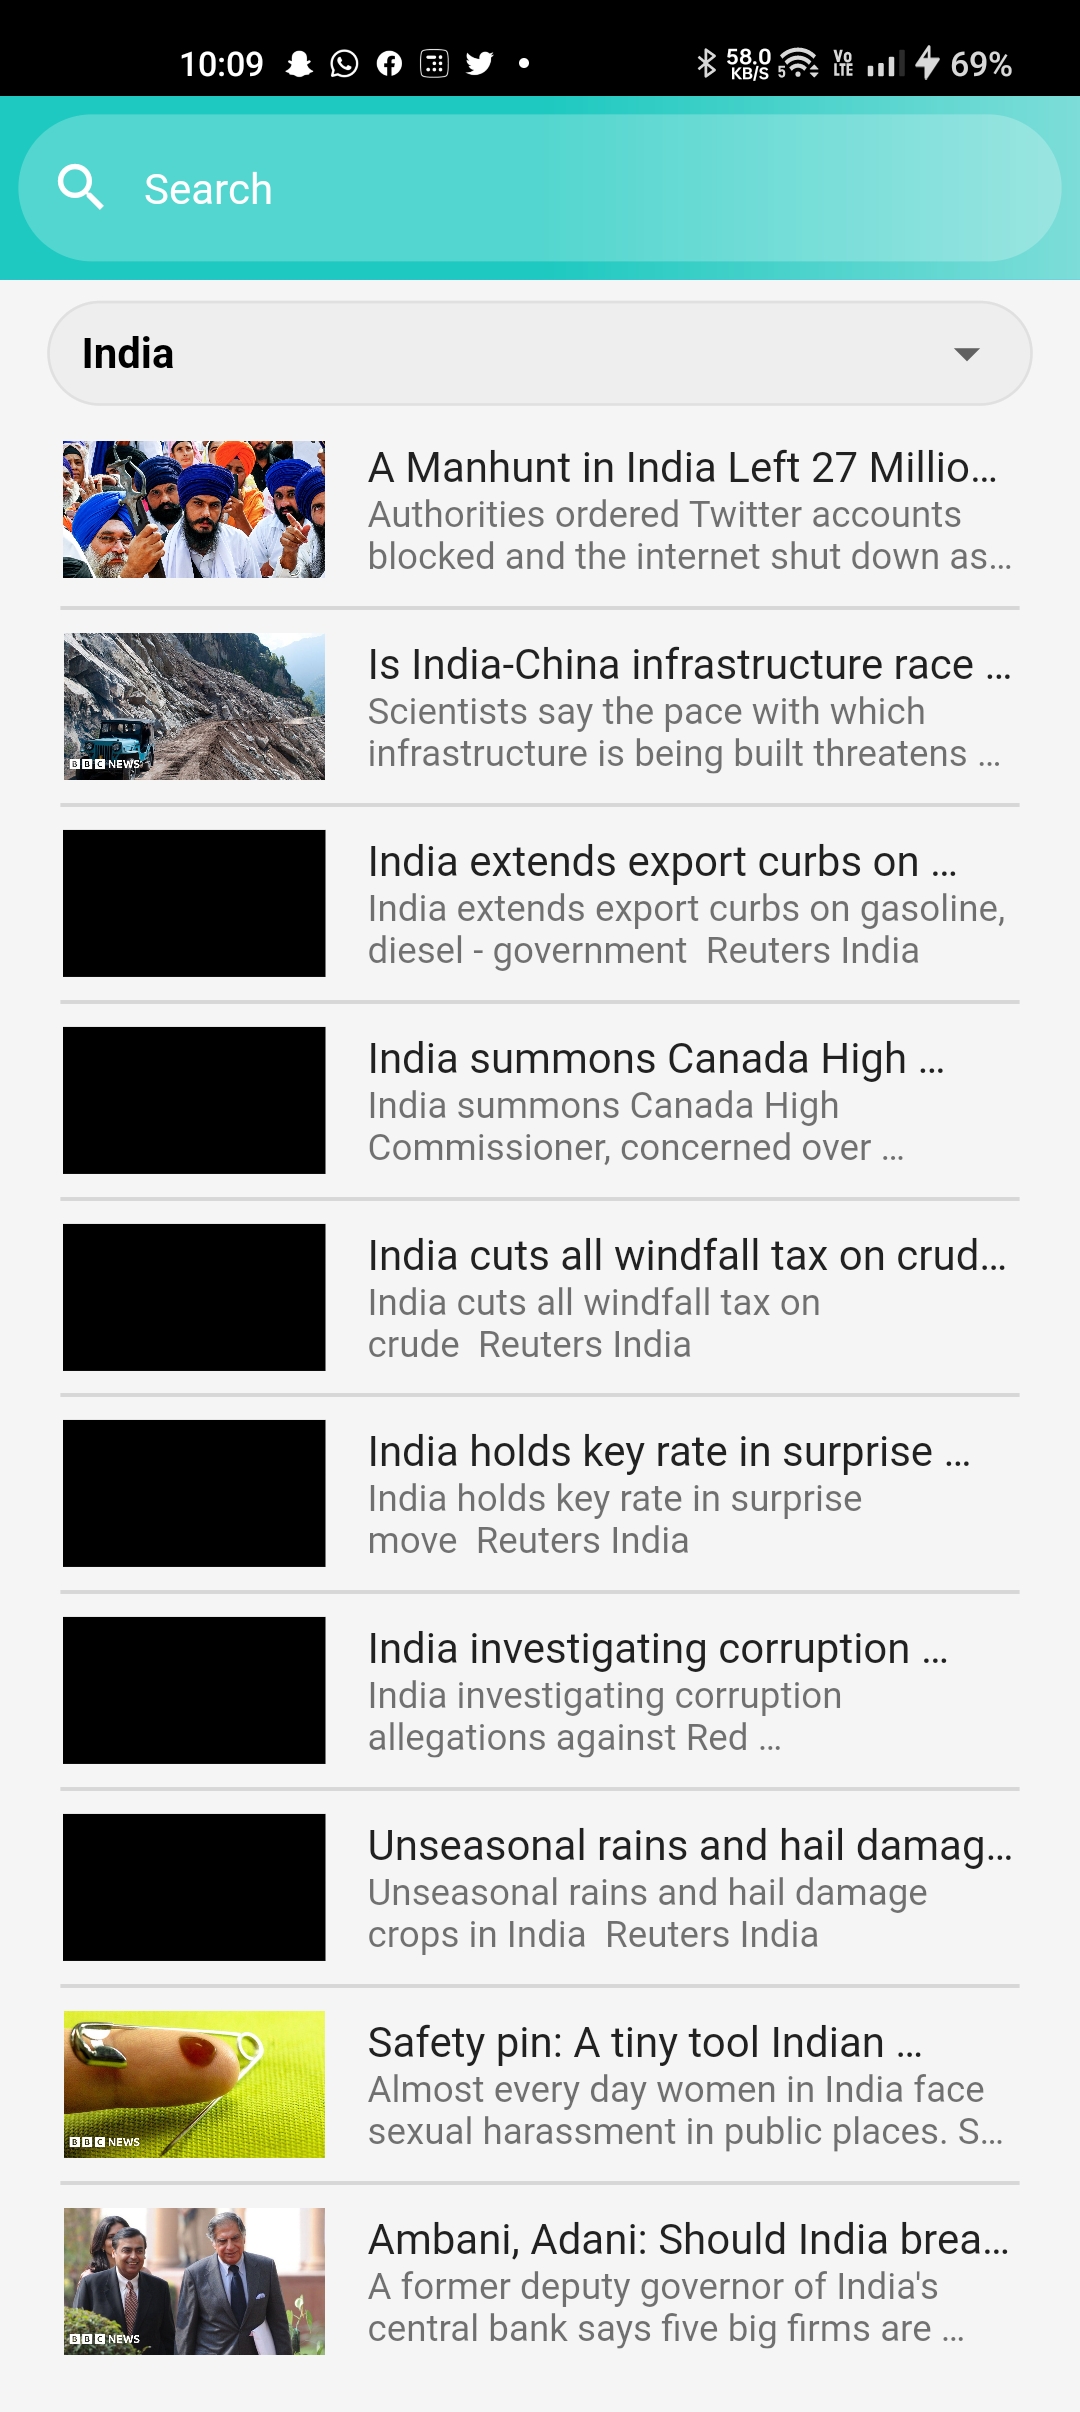 10:09 58.0 KB/S 5 Vo LTE 69%
Search
India
A Manhunt in India Left 27 Millio...
Authorities ordered Twitter accounts
blocked and the internet shut down as...
Is India-China infrastructure race ...
Scientists say the pace with which
infrastructure is being built threatens ...
BBC NEWS
India extends export curbs on ...
India extends export curbs on gasoline,
diesel - government  Reuters India
India summons Canada High ...
India summons Canada High
Commissioner, concerned over ...
India cuts all windfall tax on crud...
India cuts all windfall tax on
crude  Reuters India
India holds key rate in surprise ...
India holds key rate in surprise
move  Reuters India
India investigating corruption ...
India investigating corruption
allegations against Red ...
Unseasonal rains and hail damag...
Unseasonal rains and hail damage
crops in India  Reuters India
Safety pin: A tiny tool Indian ...
Almost every day women in India face
sexual harassment in public places. S...
BBC NEWS
Ambani, Adani: Should India brea...
A former deputy governor of India's
central bank says five big firms are ...
BBC NEWS